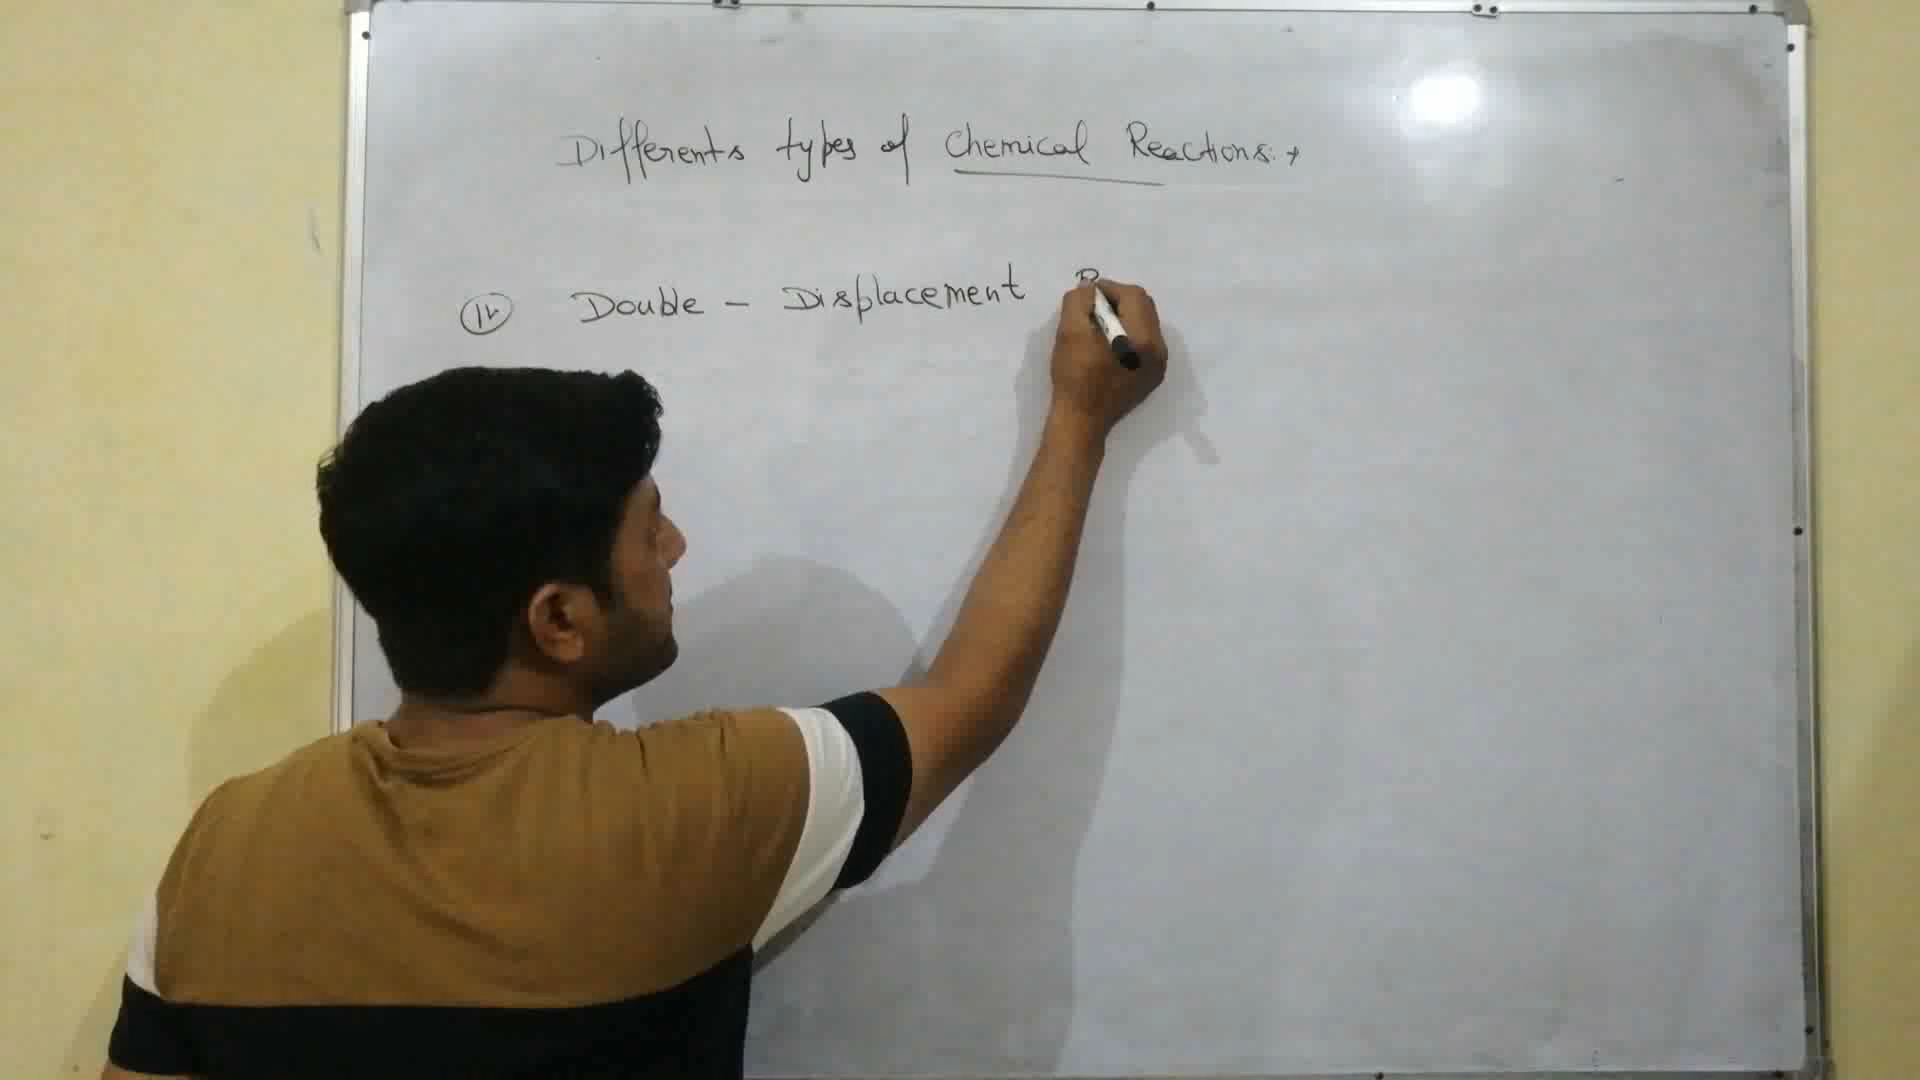 Differents types of Chemical Reactions:→
(iv) Double - Displacement R